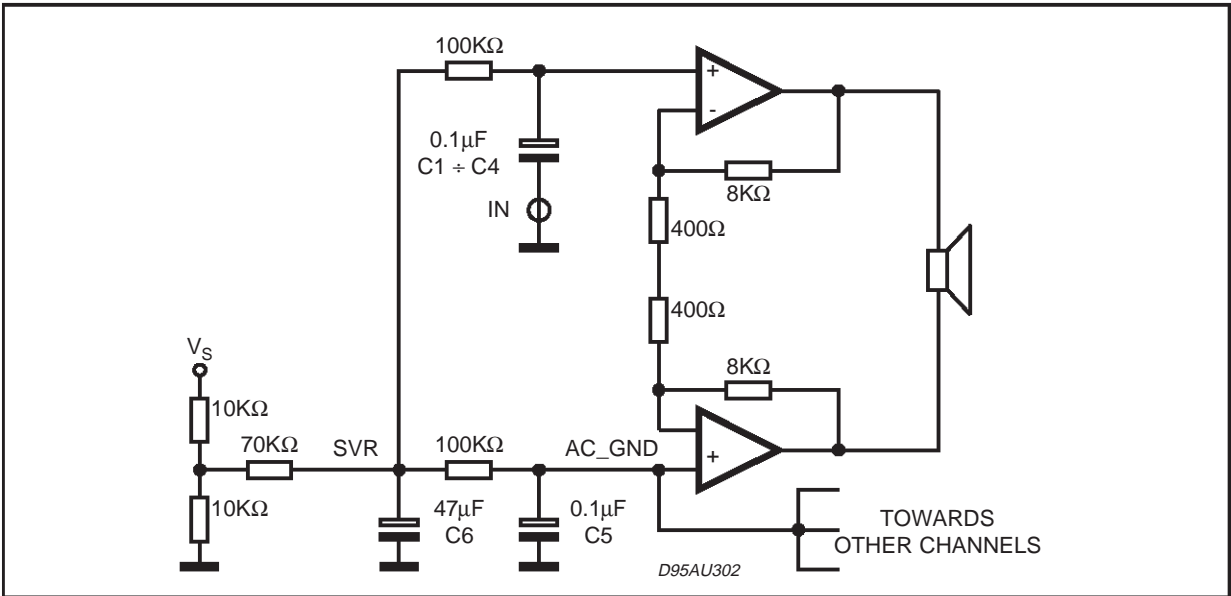 100KΩ
+
-
0.1μF
C1 ÷ C4
8KΩ
IN
400Ω
400Ω
VS
8KΩ
10KΩ
70KΩ
SVR
100KΩ
AC_GND
+
10KΩ
47μF
C6
0.1μF
C5
TOWARDS
OTHER CHANNELS
D95AU302